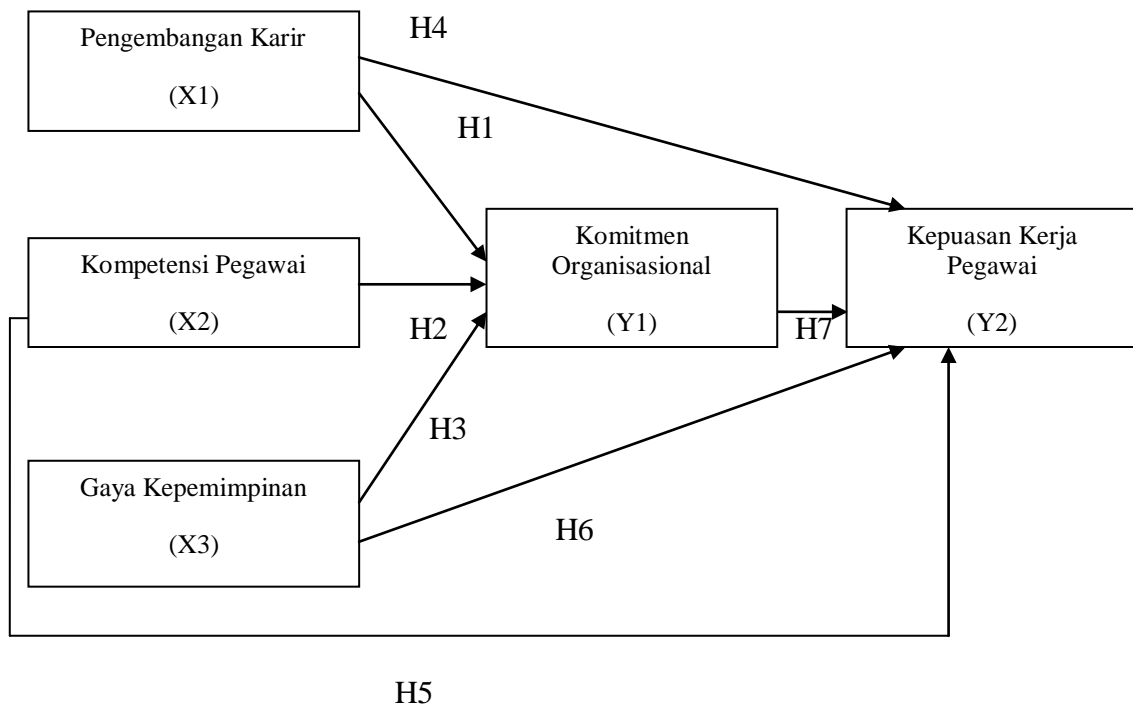 Pengembangan Karir
(X1)
H4
H1
Kompetensi Pegawai
(X2)
H2
Komitmen
Organisasional
(Y1)
H7
Kepuasan Kerja
Pegawai
(Y2)
H3
Gaya Kepemimpinan
(X3)
H6
H5